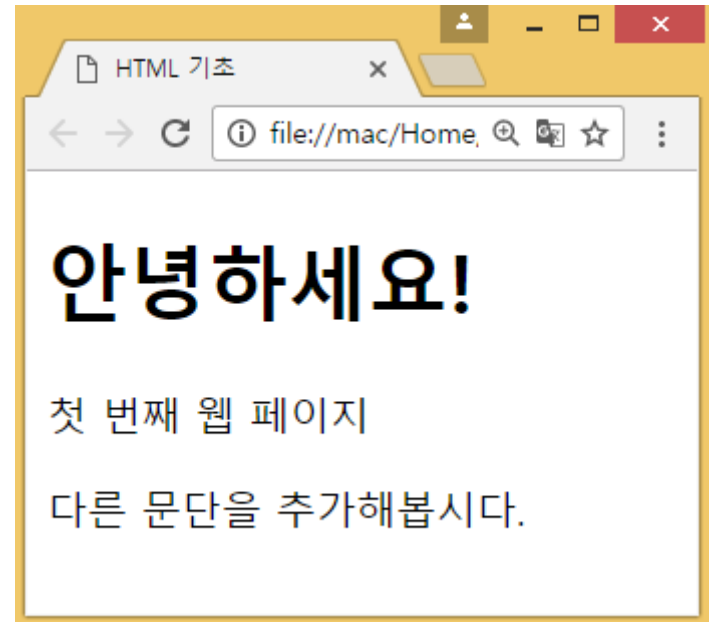 HTML 기초
file://mac/Home,
안녕하세요!
첫 번째 웹 페이지
다른 문단을 추가해봅시다.